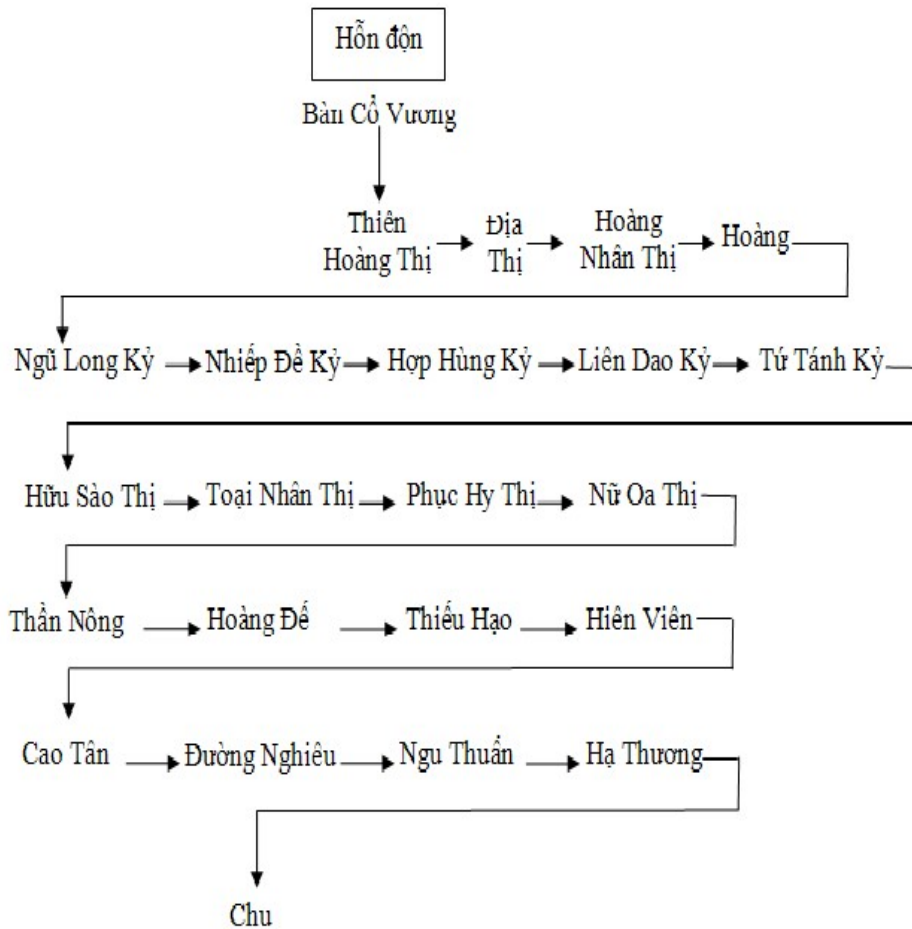 Hỗn độn
Bàn Cổ Vương
Thiên Hoàng Thị
Địa Thị
Hoàng Nhân Thị
Hoàng
Ngũ Long Kỷ
Nhiếp Đề Kỷ
Hợp Hùng Kỷ
Liên Dao Kỷ
Tứ Tánh Kỷ
Hữu Sào Thị
Toại Nhân Thị
Phục Hy Thị
Nữ Oa Thị
Thần Nông
Hoàng Đế
Thiếu Hạo
Hiên Viên
Cao Tân
Đường Nghiêu
Ngu Thuấn
Hạ Thương
Chu